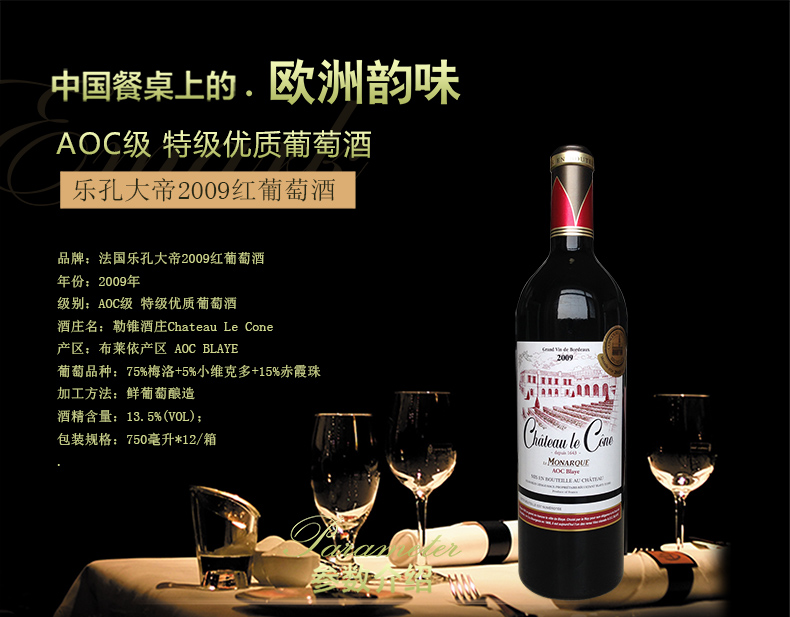 中国餐桌上的 . 欧洲韵味
AOC级 特级优质葡萄酒
乐孔大帝2009红葡萄酒
品牌：法国乐孔大帝2009红葡萄酒
年份：2009年
级别：AOC级 特级优质葡萄酒
酒庄名：勒锥酒庄Chateau Le Cone
产区：布莱依产区 AOC BLAYE
葡萄品种：75%梅洛+5%小维克多+15%赤霞珠
加工方法：鲜葡萄酿造
酒精含量：13.5%(VOL)；
包装规格：750毫升*12/箱
.
Grand Vin de Bordeaux
2009
Château le Cône
depuis 1443
Le MONARQUE
AOC Blaye
MIS EN BOUTEILLE AU CHÂTEAU
Parameter
参数介绍